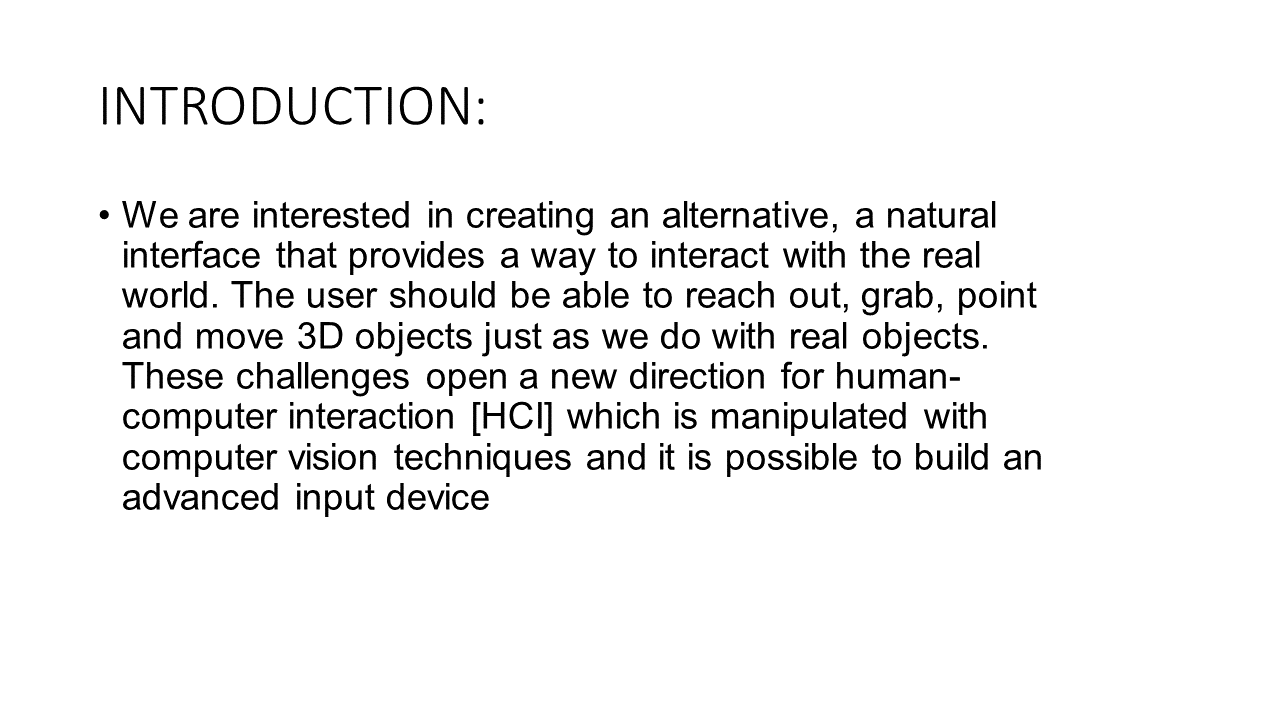 INTRODUCTION:
• We are interested in creating an alternative, a natural
interface that provides a way to interact with the real
world. The user should be able to reach out, grab, point
and move 3D objects just as we do with real objects.
These challenges open a new direction for human-
computer interaction [HCI] which is manipulated with
computer vision techniques and it is possible to build an
advanced input device